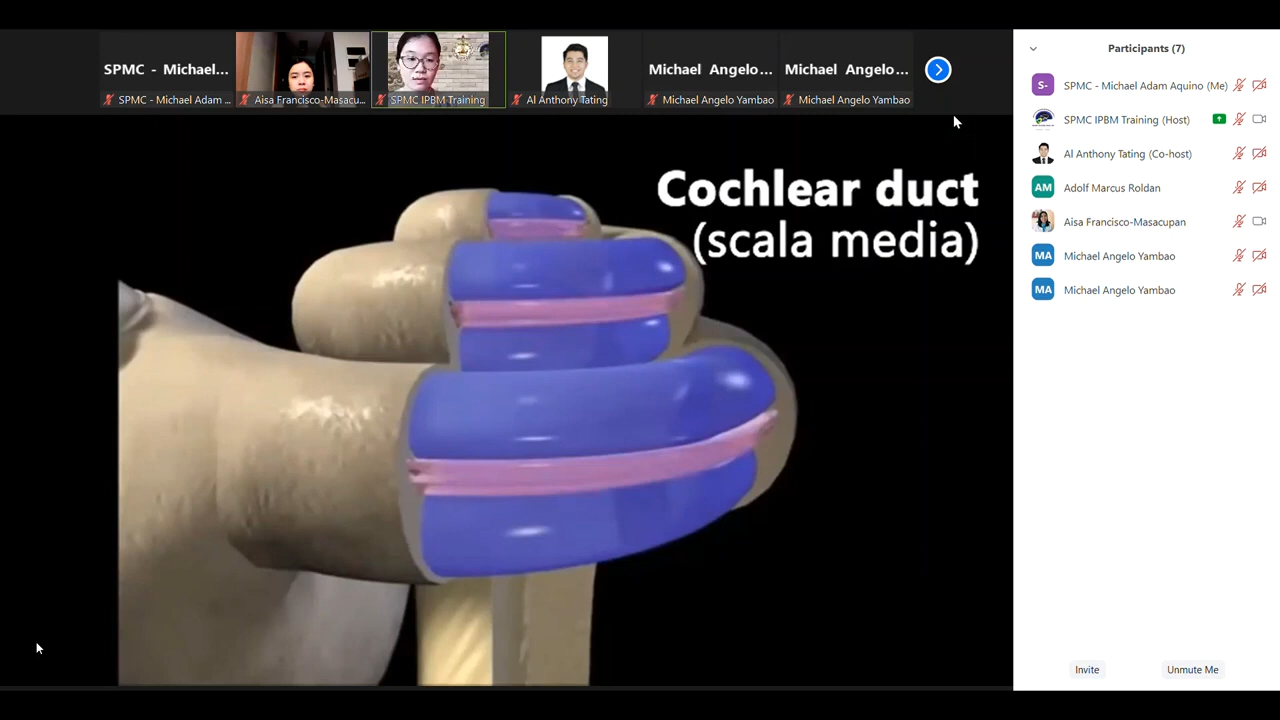 SPMC - Michael...
Michael Angelo...
Michael Angelo...
SPMC - Michael Adam ...
Aisa Francisco-Masacu...
SPMC IPBM Training
Al Anthony Tating
Michael Angelo Yambao
Michael Angelo Yambao
Cochlear duct
(scala media)
Participants (7)
S-
SPMC - Michael Adam Aquino (Me)
SPMC IPBM Training (Host)
Al Anthony Tating (Co-host)
AM
Adolf Marcus Roldan
Aisa Francisco-Masacupan
MA
Michael Angelo Yambao
MA
Michael Angelo Yambao
Invite
Unmute Me